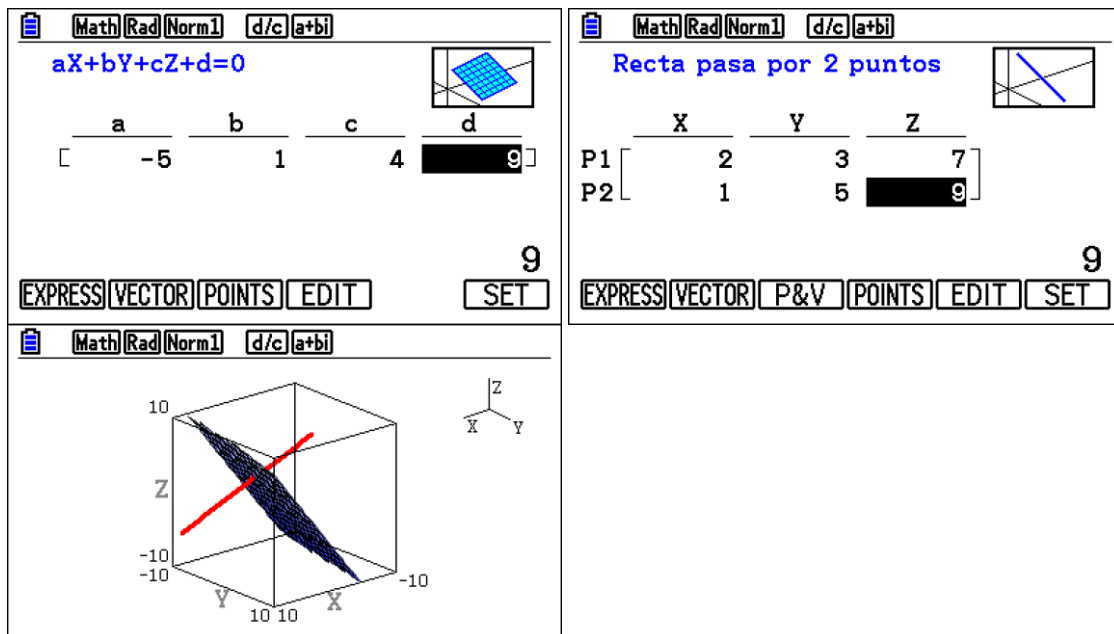 Math Rad Norm1 d/c a+bi
aX+bY+cZ+d=0
a b c d
-5 1 4 9
9
EXPRESS VECTOR POINTS EDIT SET
Math Rad Norm1 d/c a+bi
Recta pasa por 2 puntos
X Y Z
P1 2 3 7
P2 1 5 9
9
EXPRESS VECTOR P&V POINTS EDIT SET
Math Rad Norm1 d/c a+bi
Z
X Y
10
Z
-10
-10
-10
Y X
10 10